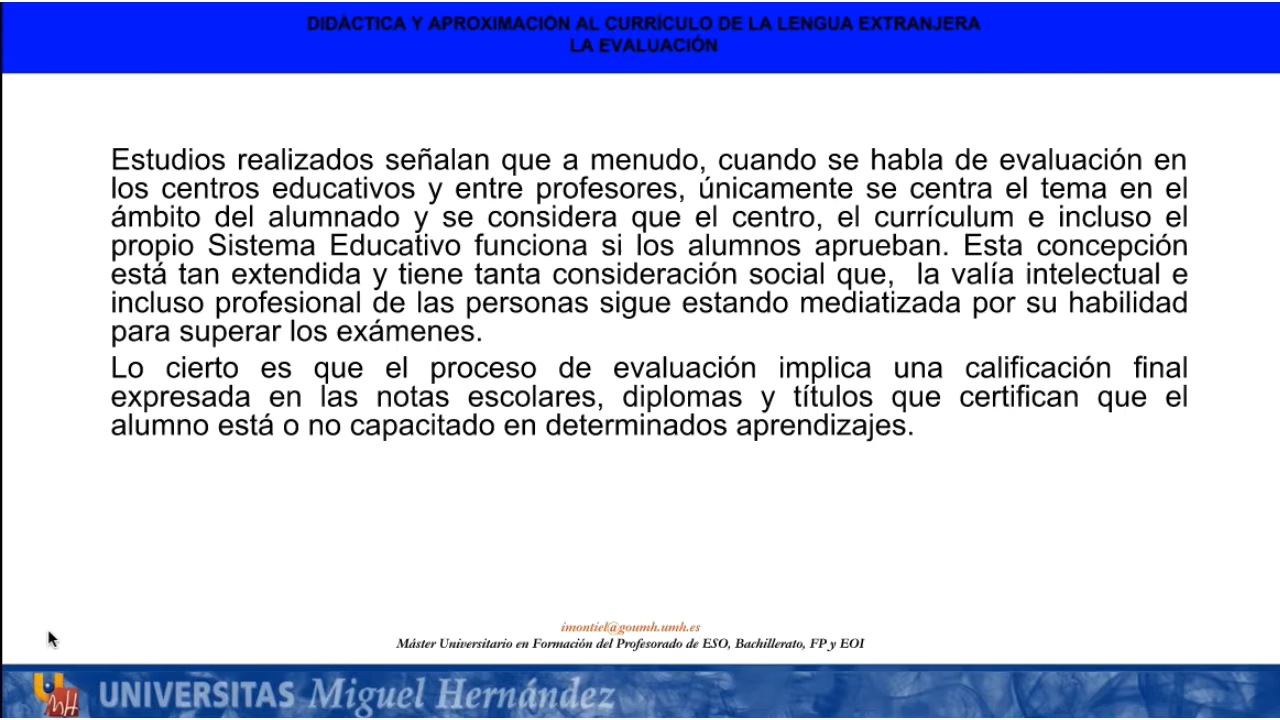 DIDÁCTICA Y APROXIMACIÓN AL CURRÍCULO DE LA LENGUA EXTRANJERA
LA EVALUACIÓN
Estudios realizados señalan que a menudo, cuando se habla de evaluación en
los centros educativos y entre profesores, únicamente se centra el tema en el
ámbito del alumnado y se considera que el centro, el currículum e incluso el
propio Sistema Educativo funciona si los alumnos aprueban. Esta concepción
está tan extendida y tiene tanta consideración social que, la valía intelectual e
incluso profesional de las personas sigue estando mediatizada por su habilidad
para superar los exámenes.
Lo cierto es que el proceso de evaluación implica una calificación final
expresada en las notas escolares, diplomas y títulos que certifican que el
alumno está o no capacitado en determinados aprendizajes.
imontiel@goumh.umh.es
Máster Universitario en Formación del Profesorado de ESO, Bachillerato, FP y EOI
UMH UNIVERSITAS Miguel Hernández